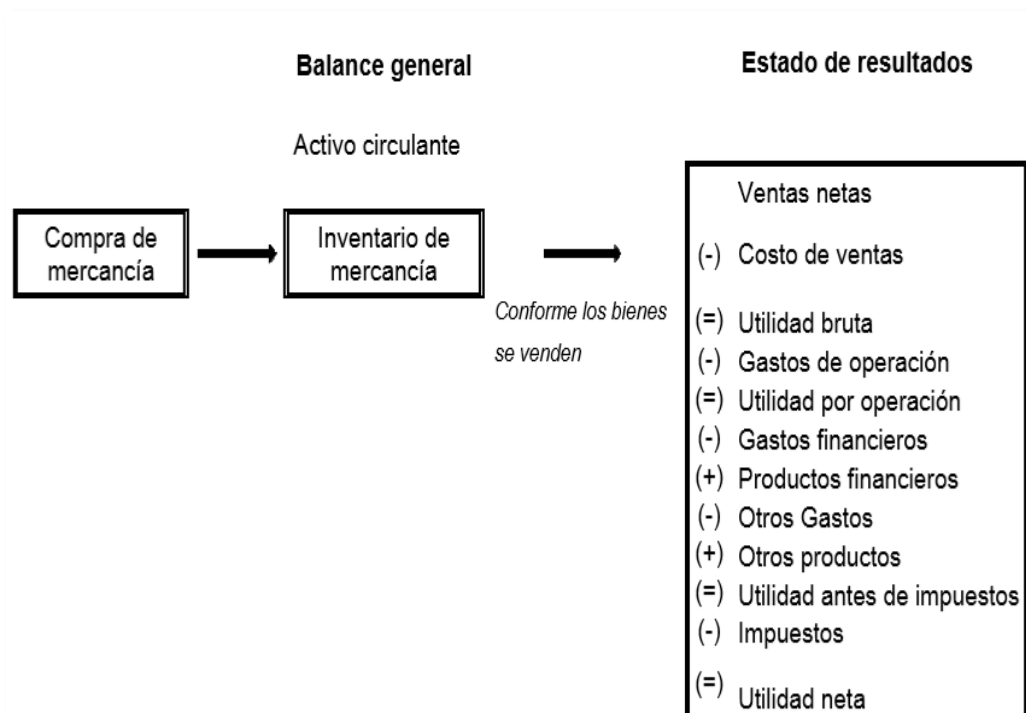 Balance general
Estado de resultados
Activo circulante
Compra de
mercancía
Inventario de
mercancía
Conforme los bienes
se venden
Ventas netas
(-) Costo de ventas
(=) Utilidad bruta
(-) Gastos de operación
(=) Utilidad por operación
(-) Gastos financieros
(+) Productos financieros
(-) Otros Gastos
(+) Otros productos
(=) Utilidad antes de impuestos
(-) Impuestos
(=) Utilidad neta